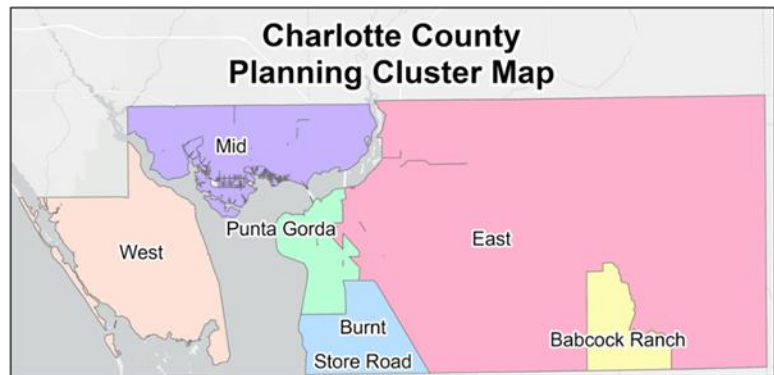 Charlotte County
Planning Cluster Map
Mid
Punta Gorda
West
East
Burnt
Store Road
Babcock Ranch